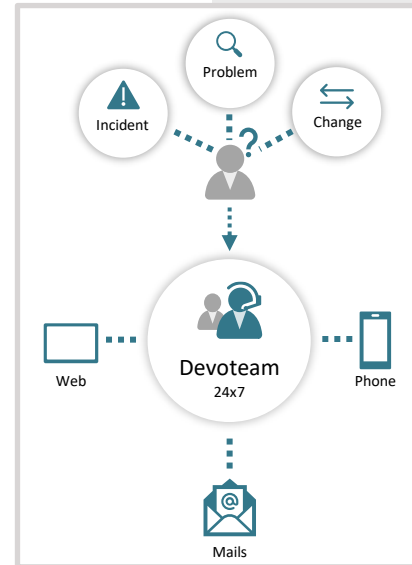 Problem
Incident
Change
?
Devoteam
24x7
Web
Phone
@
Mails